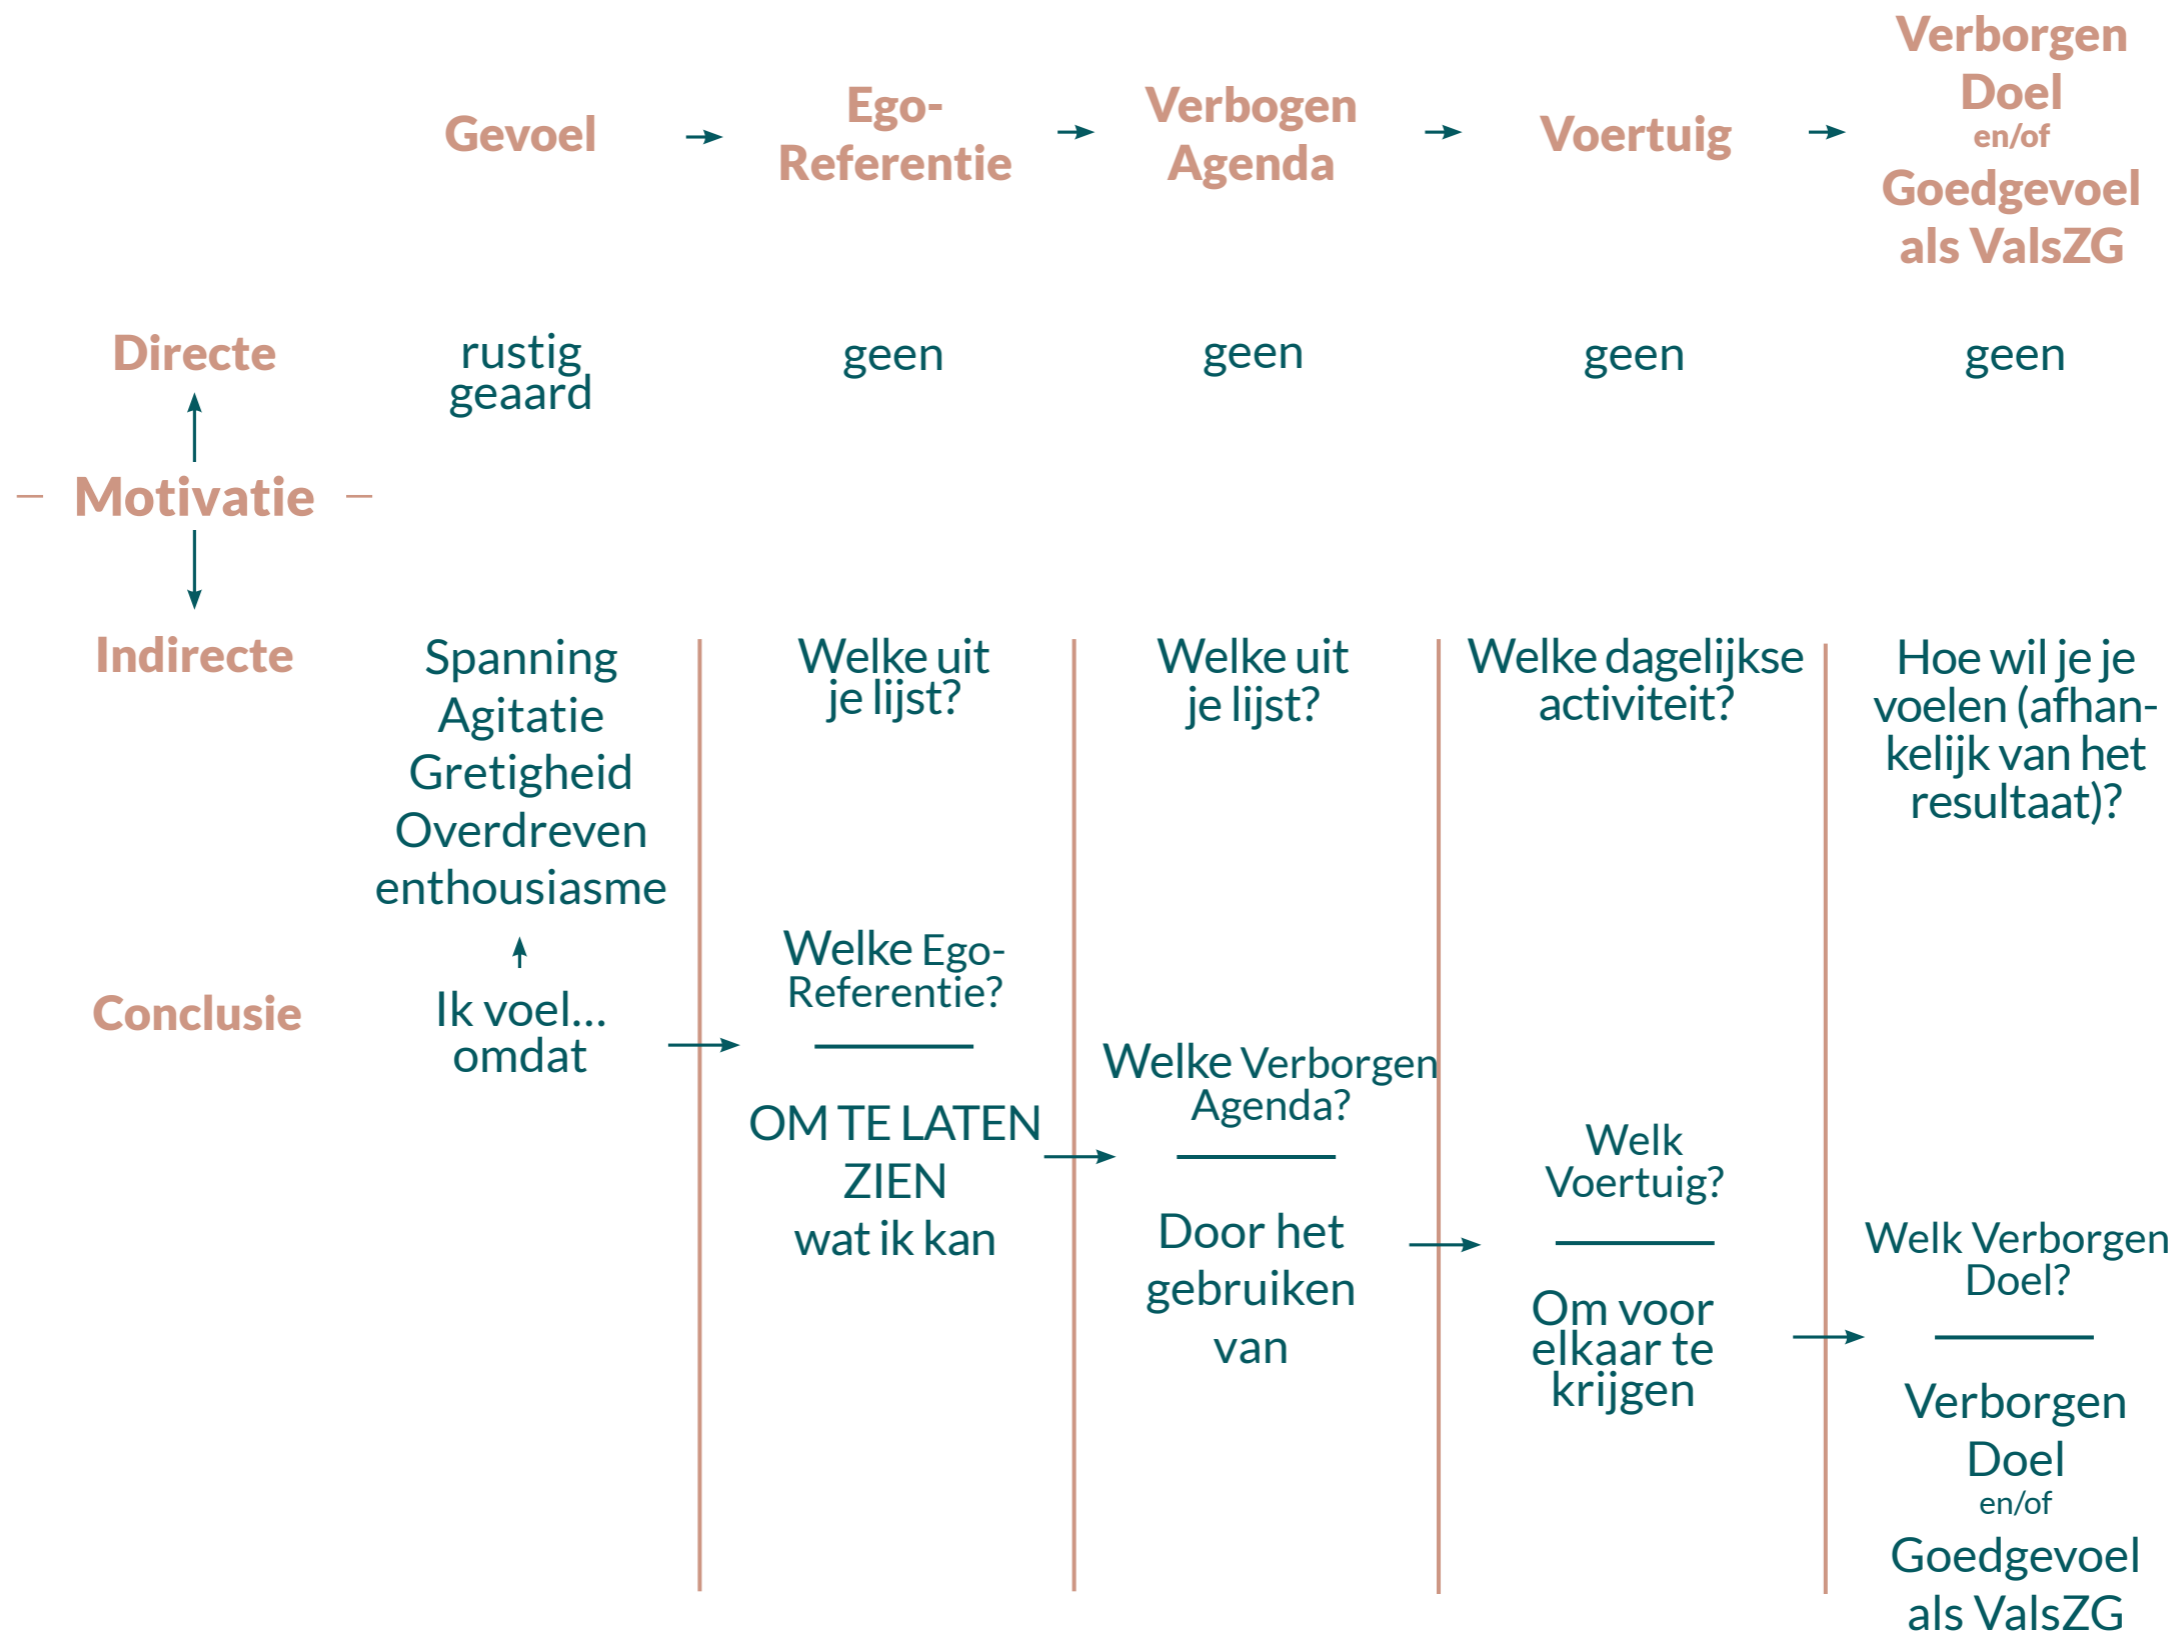 Gevoel
Ego-
Referentie
Verbogen
Agenda
Voertuig
Verborgen
Doel
en/of
Goedgevoel
als ValsZG
Directe
rustig
geaard
geen
geen
geen
geen
Motivatie
Indirecte
Spanning
Agitatie
Gretigheid
Overdreven
enthousiasme
Welke uit
je lijst?
Welke uit
je lijst?
Welke dagelijkse
activiteit?
Hoe wil je je
voelen (afhan-
kelijk van het
resultaat)?
Conclusie
Ik voel...
omdat
Welke Ego-
Referentie?
OM TE LATEN
ZIEN
wat ik kan
Welke Verborgen
Agenda?
Door het
gebruiken
van
Welk
Voertuig?
Om voor
elkaar te
krijgen
Welk Verborgen
Doel?
Verborgen
Doel
en/of
Goedgevoel
als ValsZG